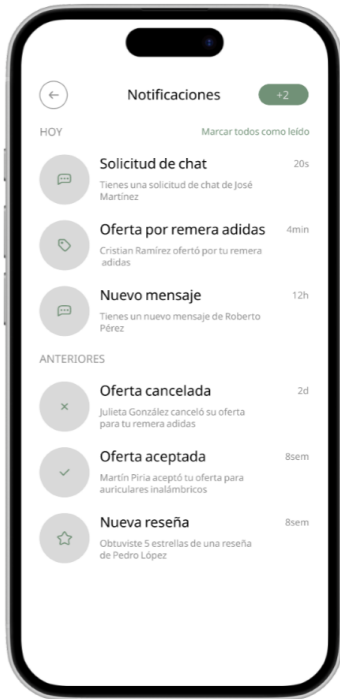 Notificaciones
+2
HOY
Marcar todos como leído
Solicitud de chat
20s
Tienes una solicitud de chat de José
Martínez
Oferta por remera adidas
4min
Cristian Ramírez ofertó por tu remera
adidas
Nuevo mensaje
12h
Tienes un nuevo mensaje de Roberto
Pérez
ANTERIORES
Oferta cancelada
2d
Julieta González canceló su oferta
para tu remera adidas
Oferta aceptada
8sem
Martín Piria aceptó tu oferta para
auriculares inalámbricos
Nueva reseña
8sem
Obtuviste 5 estrellas de una reseña
de Pedro López